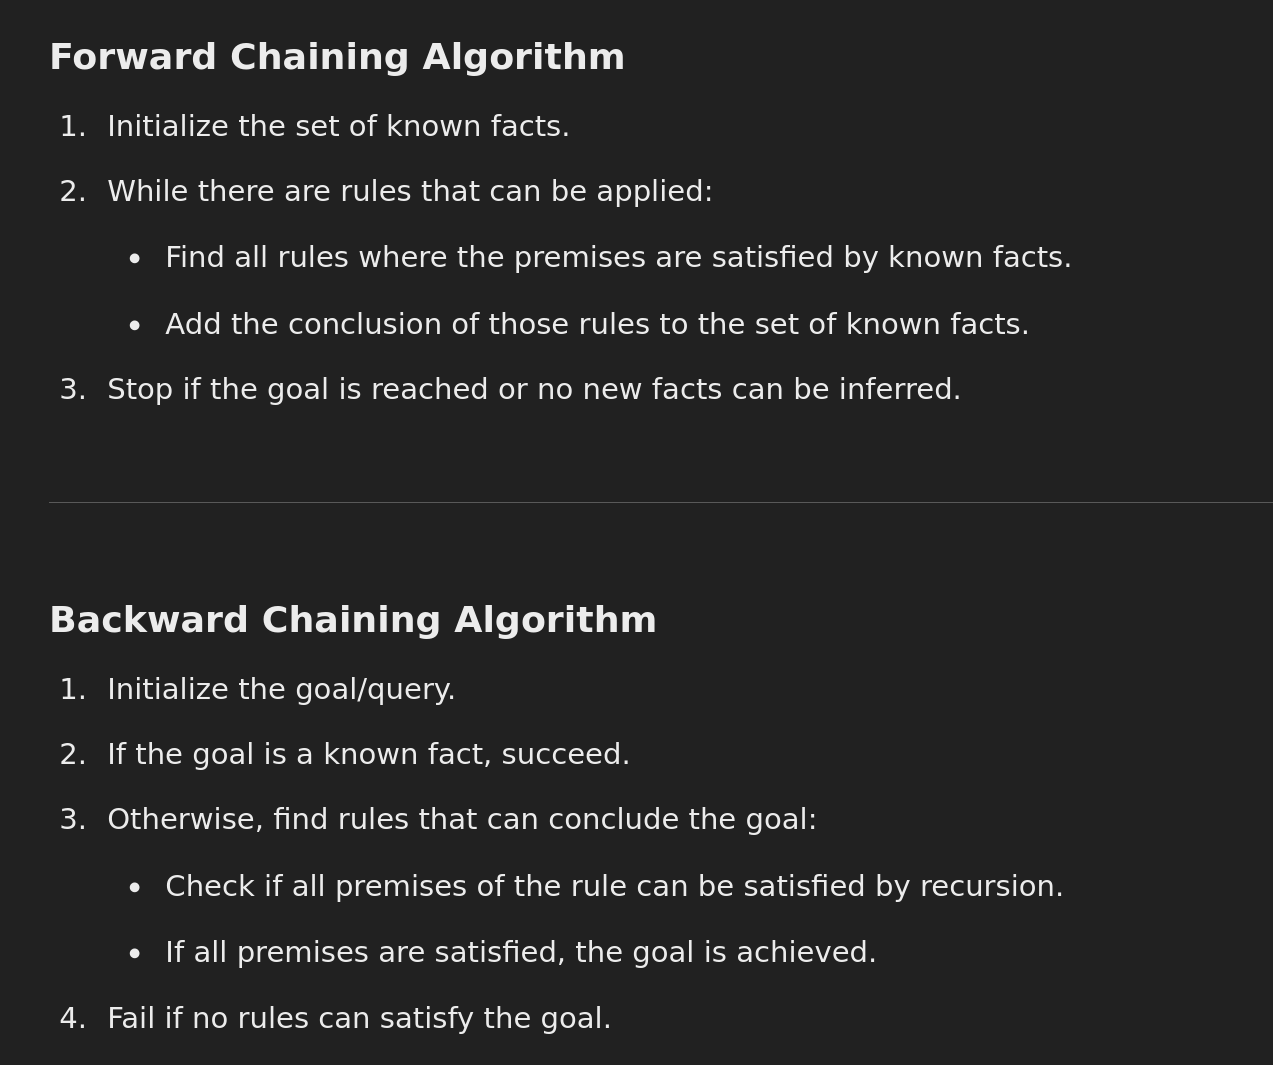 Forward Chaining Algorithm
1. Initialize the set of known facts.
2. While there are rules that can be applied:
• Find all rules where the premises are satisfied by known facts.
• Add the conclusion of those rules to the set of known facts.
3. Stop if the goal is reached or no new facts can be inferred.
Backward Chaining Algorithm
1. Initialize the goal/query.
2. If the goal is a known fact, succeed.
3. Otherwise, find rules that can conclude the goal:
• Check if all premises of the rule can be satisfied by recursion.
• If all premises are satisfied, the goal is achieved.
4. Fail if no rules can satisfy the goal.